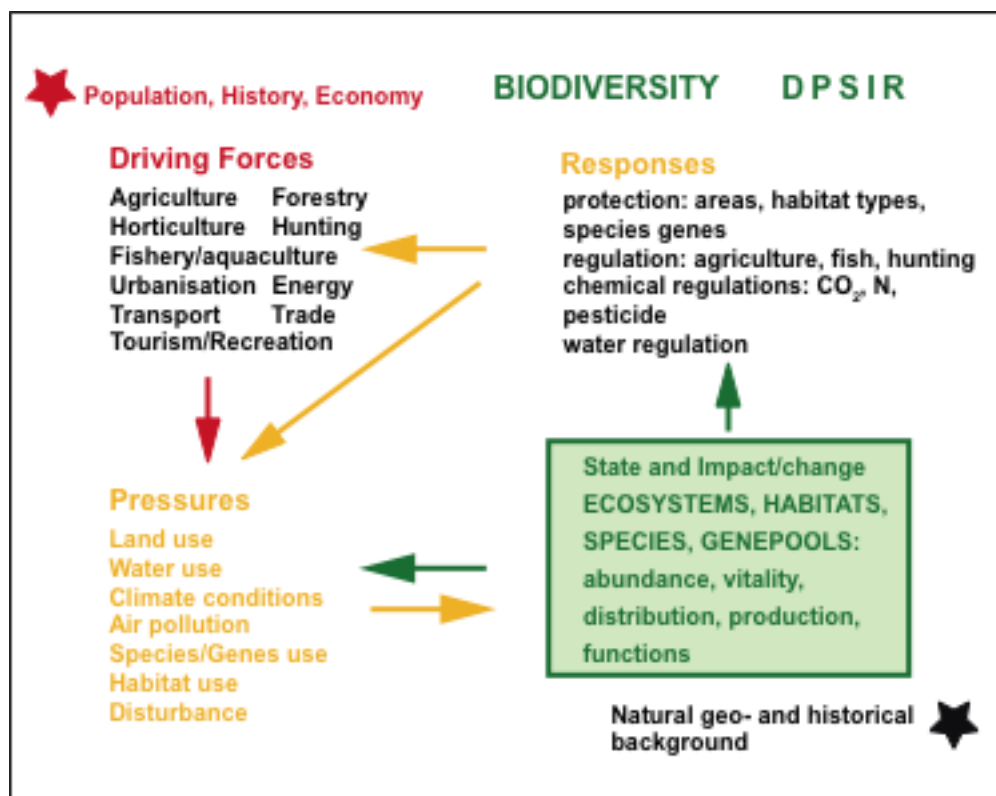 Population, History, Economy
BIODIVERSITY DPSIR
Driving Forces
Agriculture Forestry
Horticulture Hunting
Fishery/aquaculture
Urbanisation Energy
Transport Trade
Tourism/Recreation
Responses
protection: areas, habitat types,
species genes
regulation: agriculture, fish, hunting
chemical regulations: CO₂, N,
pesticide
water regulation
Pressures
Land use
Water use
Climate conditions
Air pollution
Species/Genes use
Habitat use
Disturbance
State and Impact/change
ECOSYSTEMS, HABITATS,
SPECIES, GENEPOOLS:
abundance, vitality,
distribution, production,
functions
Natural geo- and historical
background